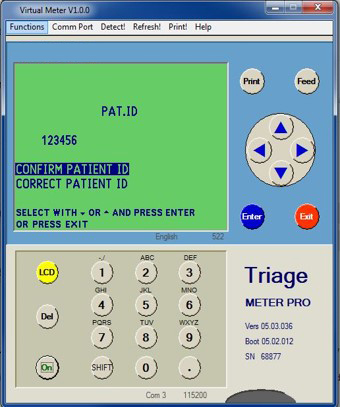 Virtual Meter V1.0.0
Functions Comm Port Detect! Refresh! Print! Help
PAT.ID
123456
CONFIRM PATIENT ID
CORRECT PATIENT ID
SELECT WITH ▾ OR ▴ AND PRESS ENTER
OR PRESS EXIT
English 522
Print Feed
Enter Exit
LCD
Del
On
-/ ABC DEF
1 2 3
GHI JKL MNO
4 5 6
PQRS TUV WXYZ
7 8 9
SHIFT 0 .
Triage
METER PRO
Vers 05.03.036
Boot 05.02.012
SN 68877
Com 3 115200